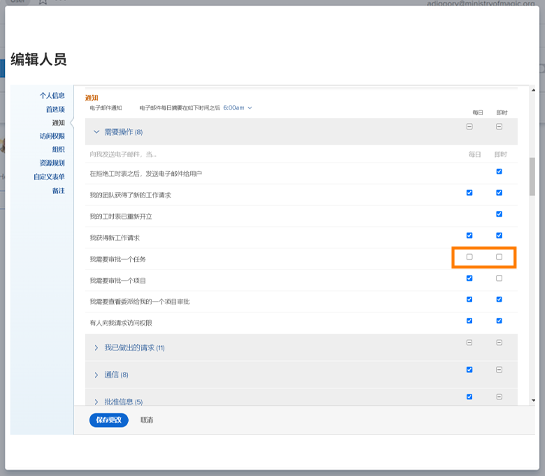 adiggory@ministryofmagic.org
编辑人员
个人信息
首选项
通知
访问权限
组织
资源规划
自定义表单
备注
通知
电子邮件通知 电子邮件每日摘要在如下时间之后 6:00am
每日 即时
需要操作 (8)
向我发送电子邮件，当... 每日 即时
在拒绝工时表之后，发送电子邮件给用户
我的团队获得了新的工作请求
我的工时表已重新开立
我获得新工作请求
我需要审批一个任务
我需要审批一个项目
我需要查看委派给我的一个项目审批
有人向我请求访问权限
我已做出的请求 (11)
通信 (8)
批准信息 (5)
保存更改 取消